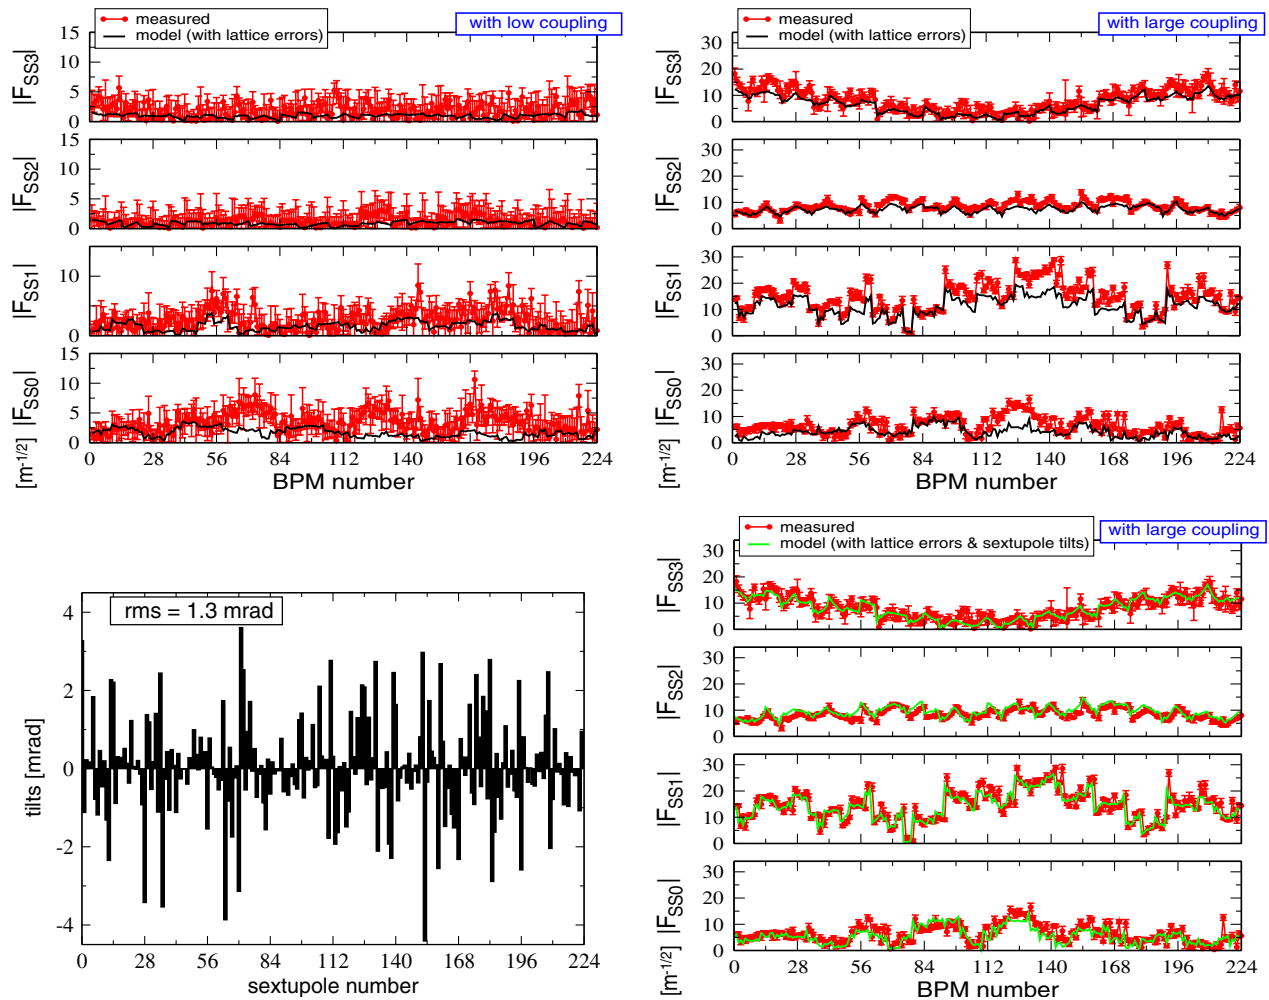 measured
model (with lattice errors)
with low coupling
15
10
5
0
|F_SS3|
15
10
5
0
|F_SS2|
10
5
0
|F_SS1|
15
10
5
0
|F_SS0|
[m^-1/2]
0 28 56 84 112 140 168 196 224
BPM number
measured
model (with lattice errors)
with large coupling
30
20
10
0
|F_SS3|
30
20
10
0
|F_SS2|
30
20
10
0
|F_SS1|
30
20
10
0
|F_SS0|
[m^-1/2]
0 28 56 84 112 140 168 196 224
BPM number
rms = 1.3 mrad
4
2
0
-2
-4
tilts [mrad]
0 28 56 84 112 140 168 196 224
sextupole number
measured
model (with lattice errors & sextupole tilts)
with large coupling
30
20
10
0
|F_SS3|
30
20
10
0
|F_SS2|
30
20
10
0
|F_SS1|
30
20
10
0
|F_SS0|
[m^-1/2]
0 28 56 84 112 140 168 196 224
BPM number